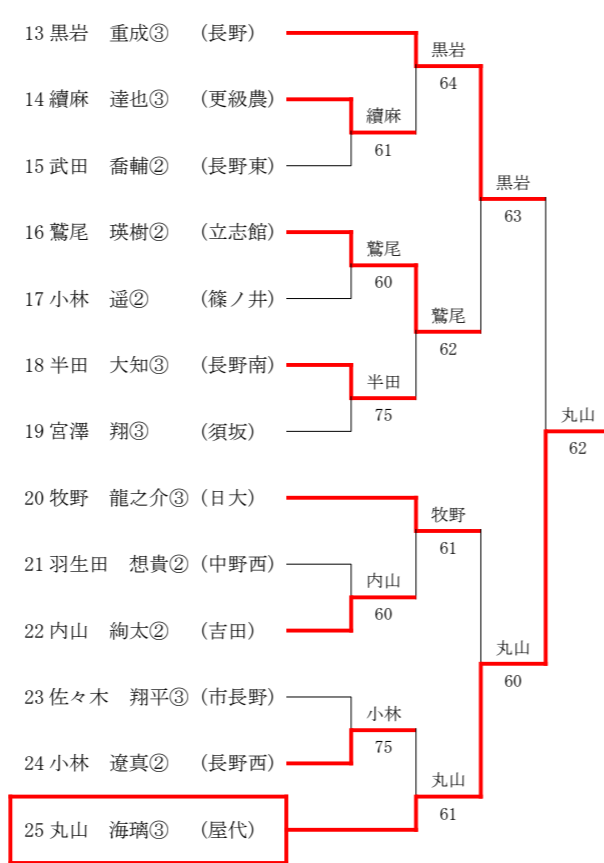 13 黒岩　重成③　（長野）
黒岩
64
14 續麻　達也③　（更級農）
續麻
61
15 武田　喬輔②　（長野東）
黒岩
63
16 鷲尾　瑛樹②　（立志館）
鷲尾
60
17 小林　遥②　（篠ノ井）
鷲尾
62
18 半田　大知③　（長野南）
半田
75
19 宮澤　翔③　（須坂）
丸山
62
20 牧野　龍之介③（日大）
牧野
61
21 羽生田　想貴②（中野西）
内山
60
22 内山　絢太②　（吉田）
丸山
60
23 佐々木　翔平③（市長野）
小林
75
24 小林　遼真②　（長野西）
丸山
61
25 丸山　海璃③　（屋代）